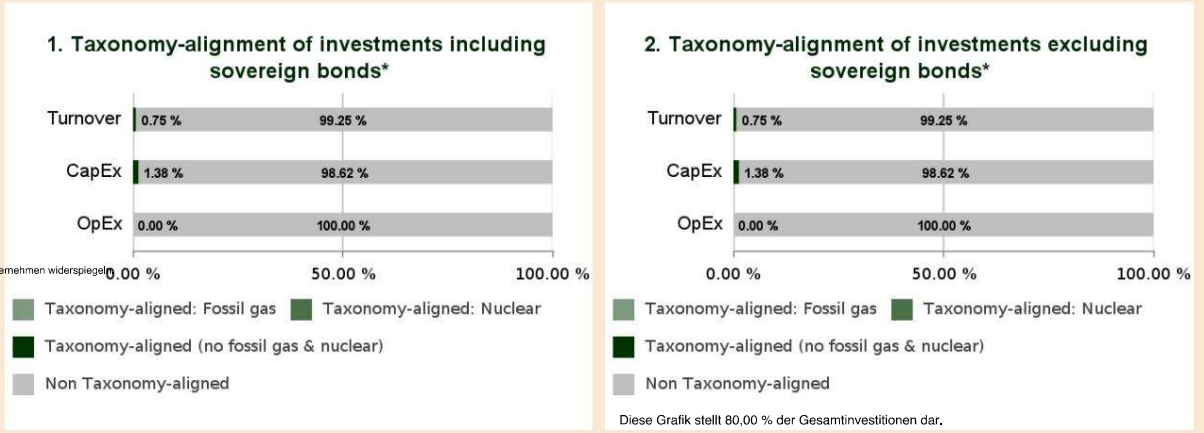 1. Taxonomy-alignment of investments including
sovereign bonds*
Turnover 0.75 % 99.25 %
CapEx 1.38 % 98.62 %
OpEx 0.00 % 100.00 %
ernehmen widerspiegeln
0.00 % 50.00 % 100.00 %
Taxonomy-aligned: Fossil gas Taxonomy-aligned: Nuclear
Taxonomy-aligned (no fossil gas & nuclear)
Non Taxonomy-aligned
2. Taxonomy-alignment of investments excluding
sovereign bonds*
Turnover 0.75 % 99.25 %
CapEx 1.38 % 98.62 %
OpEx 0.00 % 100.00 %
0.00 % 50.00 % 100.00 %
Taxonomy-aligned: Fossil gas Taxonomy-aligned: Nuclear
Taxonomy-aligned (no fossil gas & nuclear)
Non Taxonomy-aligned
Diese Grafik stellt 80,00 % der Gesamtinvestitionen dar.